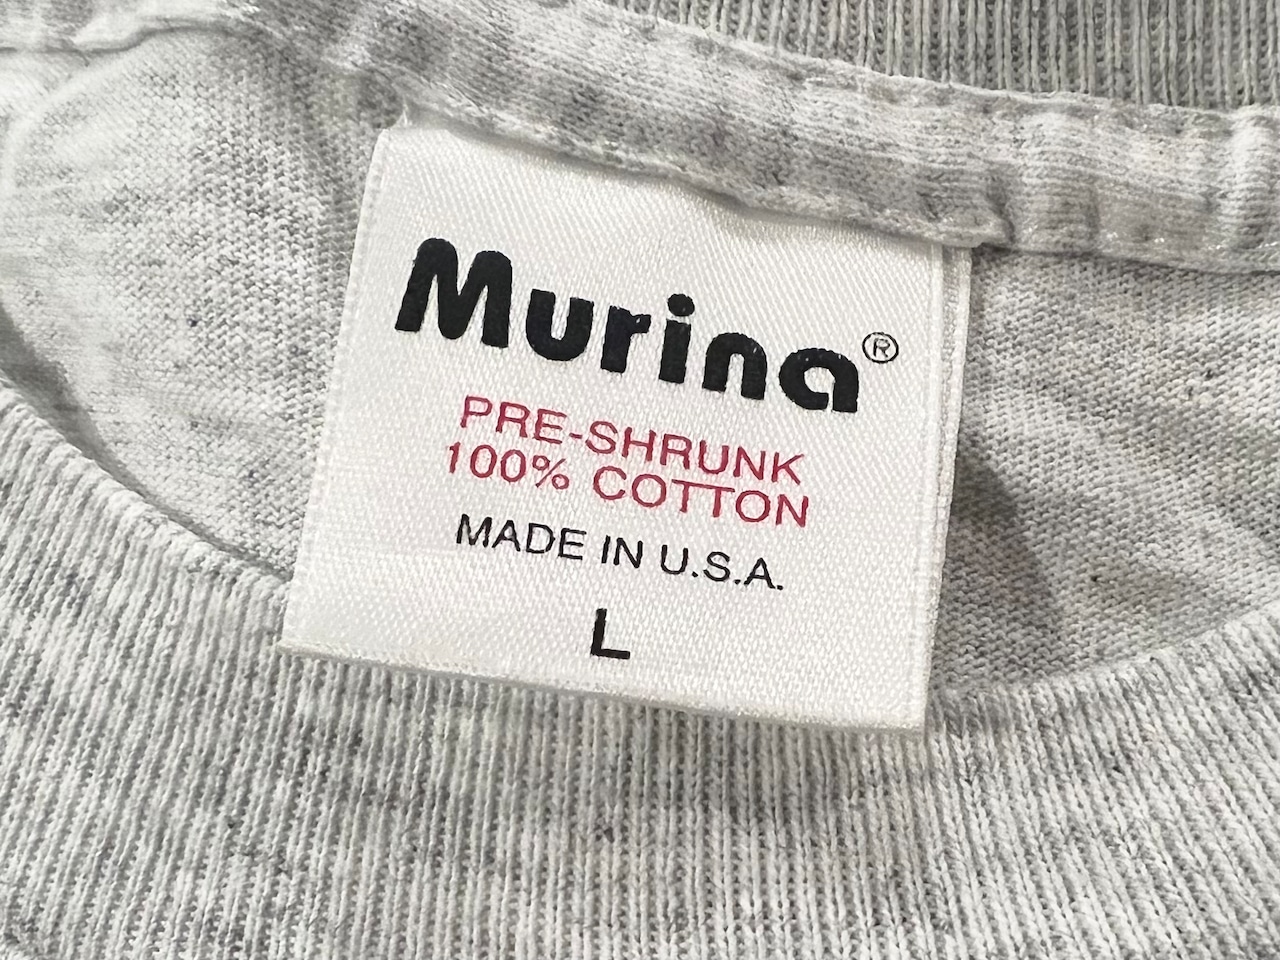 Murina®
PRE-SHRUNK
100% COTTON
MADE IN U.S.A.
L